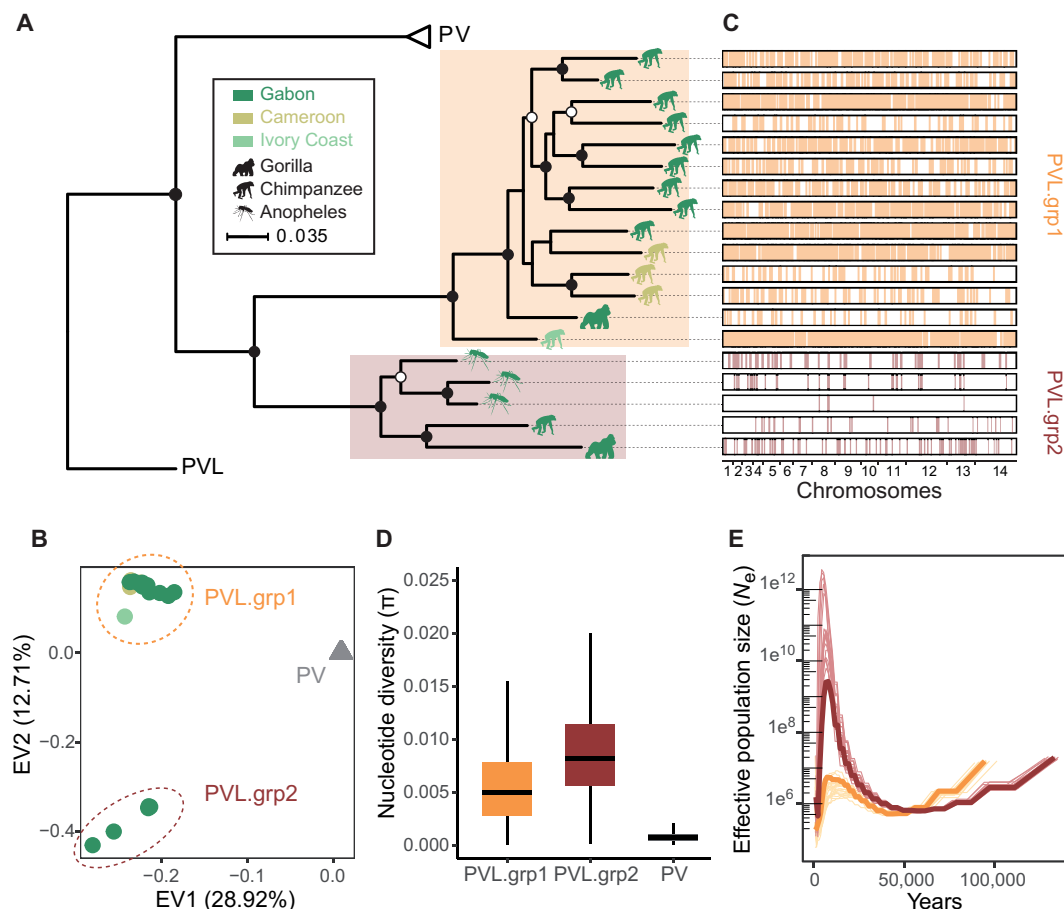 A
PV
Gabon
Cameroon
Ivory Coast
Gorilla
Chimpanzee
Anopheles
0.035
PVL
C
PVL.grp1
PVL.grp2
1 2 3 4 5 6 7 8 9 10 11 12 13 14
Chromosomes
B
EV2 (12.71%)
0.0
−0.2
−0.4
PVL.grp1
PV
PVL.grp2
−0.2 −0.1 0.0
EV1 (28.92%)
D
Nucleotide diversity (π)
0.025
0.020
0.015
0.010
0.005
0.000
PVL.grp1 PVL.grp2 PV
E
Effective population size (Ne)
1e12
1e10
1e8
1e6
0 50,000 100,000
Years